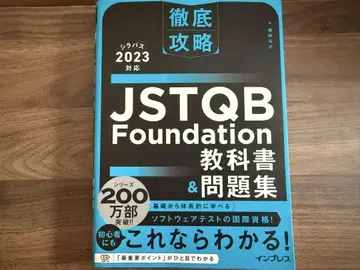 徹底
攻略
シラバス
2023
対応
JSTQB
Foundation
教科書
&問題集
シリーズ
200
万部
突破!!
基礎から体系的に学べる
ソフトウェアテストの国際資格!
初心者
にも
これならわかる!
「最重要ポイント」がひと目でわかる
インプレス